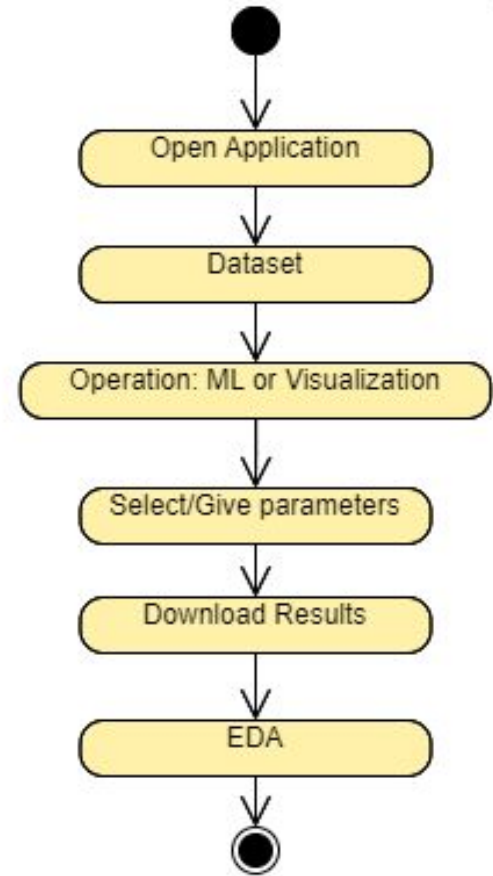 Open Application
Dataset
Operation: ML or Visualization
Select/Give parameters
Download Results
EDA